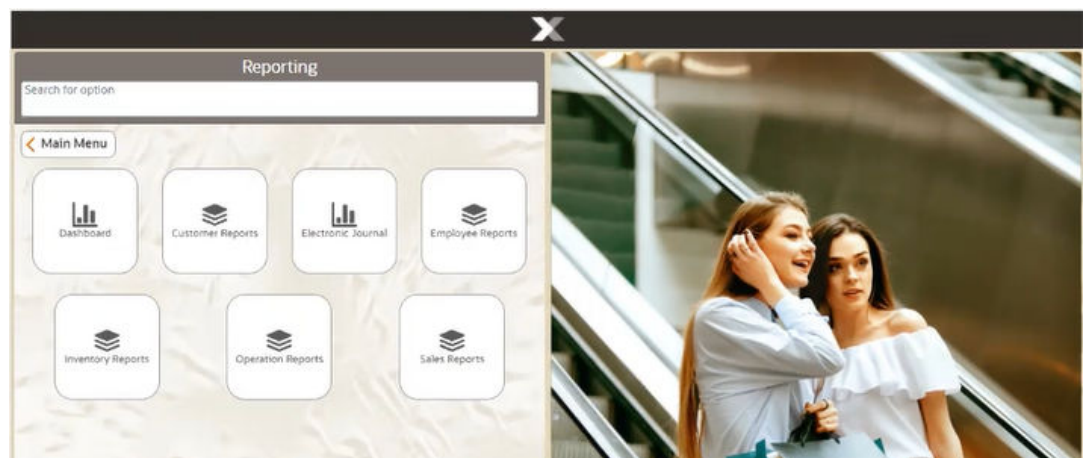 Reporting
Search for option
Main Menu
Dashboard
Customer Reports
Electronic Journal
Employee Reports
Inventory Reports
Operation Reports
Sales Reports